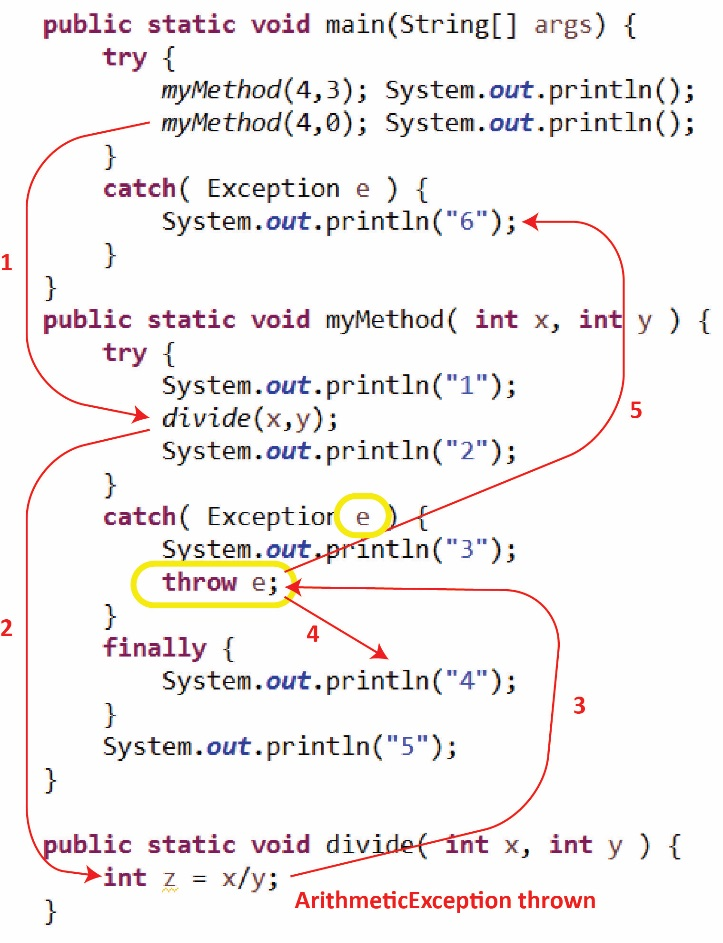 public static void main(String[] args) {
try {
myMethod(4,3); System.out.println();
myMethod(4,0); System.out.println();
}
catch( Exception e ) {
System.out.println("6");
}
1
}
public static void myMethod( int x, int y ) {
try {
System.out.println("1");
5
divide(x,y);
System.out.println("2");
}
catch( Exception e ) {
System.out.println("3");
throw e;
}
2
4
finally {
System.out.println("4");
3
}
System.out.println("5");
}
public static void divide( int x, int y ) {
int z = x/y;
ArithmeticException thrown
}